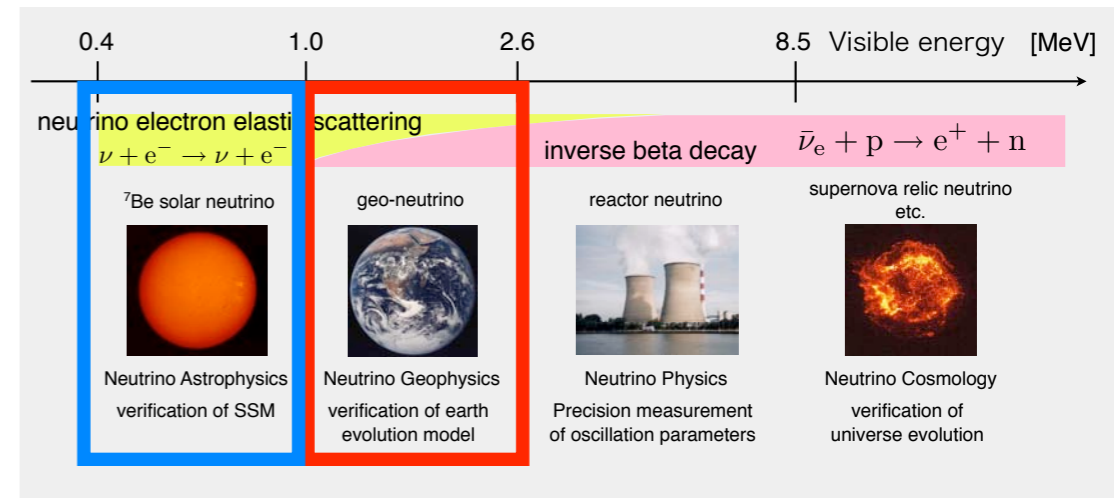 0.4 1.0 2.6 8.5 Visible energy [MeV]
neutrino electron elastic scattering
ν + e⁻ → ν + e⁻
inverse beta decay
ν̄ₑ + p → e⁺ + n
⁷Be solar neutrino
geo-neutrino
reactor neutrino
supernova relic neutrino
etc.
Neutrino Astrophysics
verification of SSM
Neutrino Geophysics
verification of earth
evolution model
Neutrino Physics
Precision measurement
of oscillation parameters
Neutrino Cosmology
verification of
universe evolution